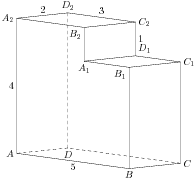 D₂
A₂ 2 3 C₂
B₂
1
D₁
A₁ B₁ C₁
4
A D
5 B C